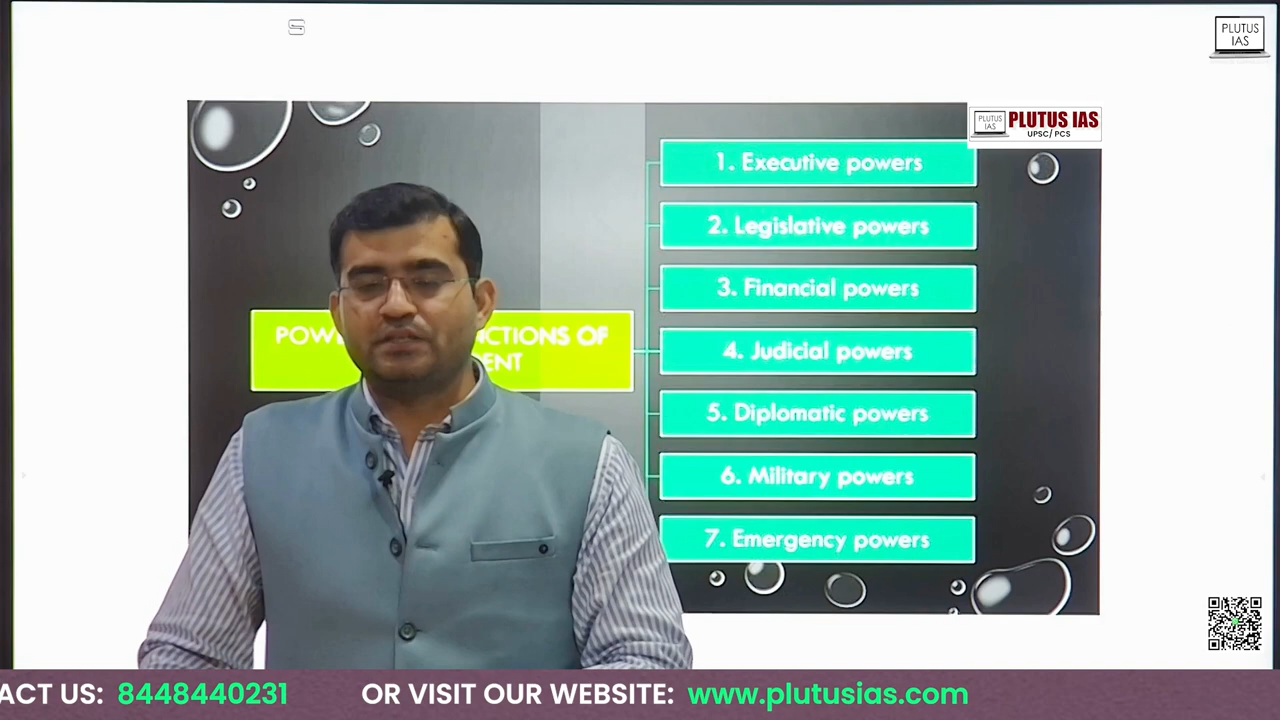 PLUTUS
IAS
PLUTUS
IAS
PLUTUS IAS
UPSC/ PCS
1. Executive powers
2. Legislative powers
3. Financial powers
4. Judicial powers
5. Diplomatic powers
6. Military powers
7. Emergency powers
OF
ACT US: 8448440231 OR VISIT OUR WEBSITE: www.plutusias.com